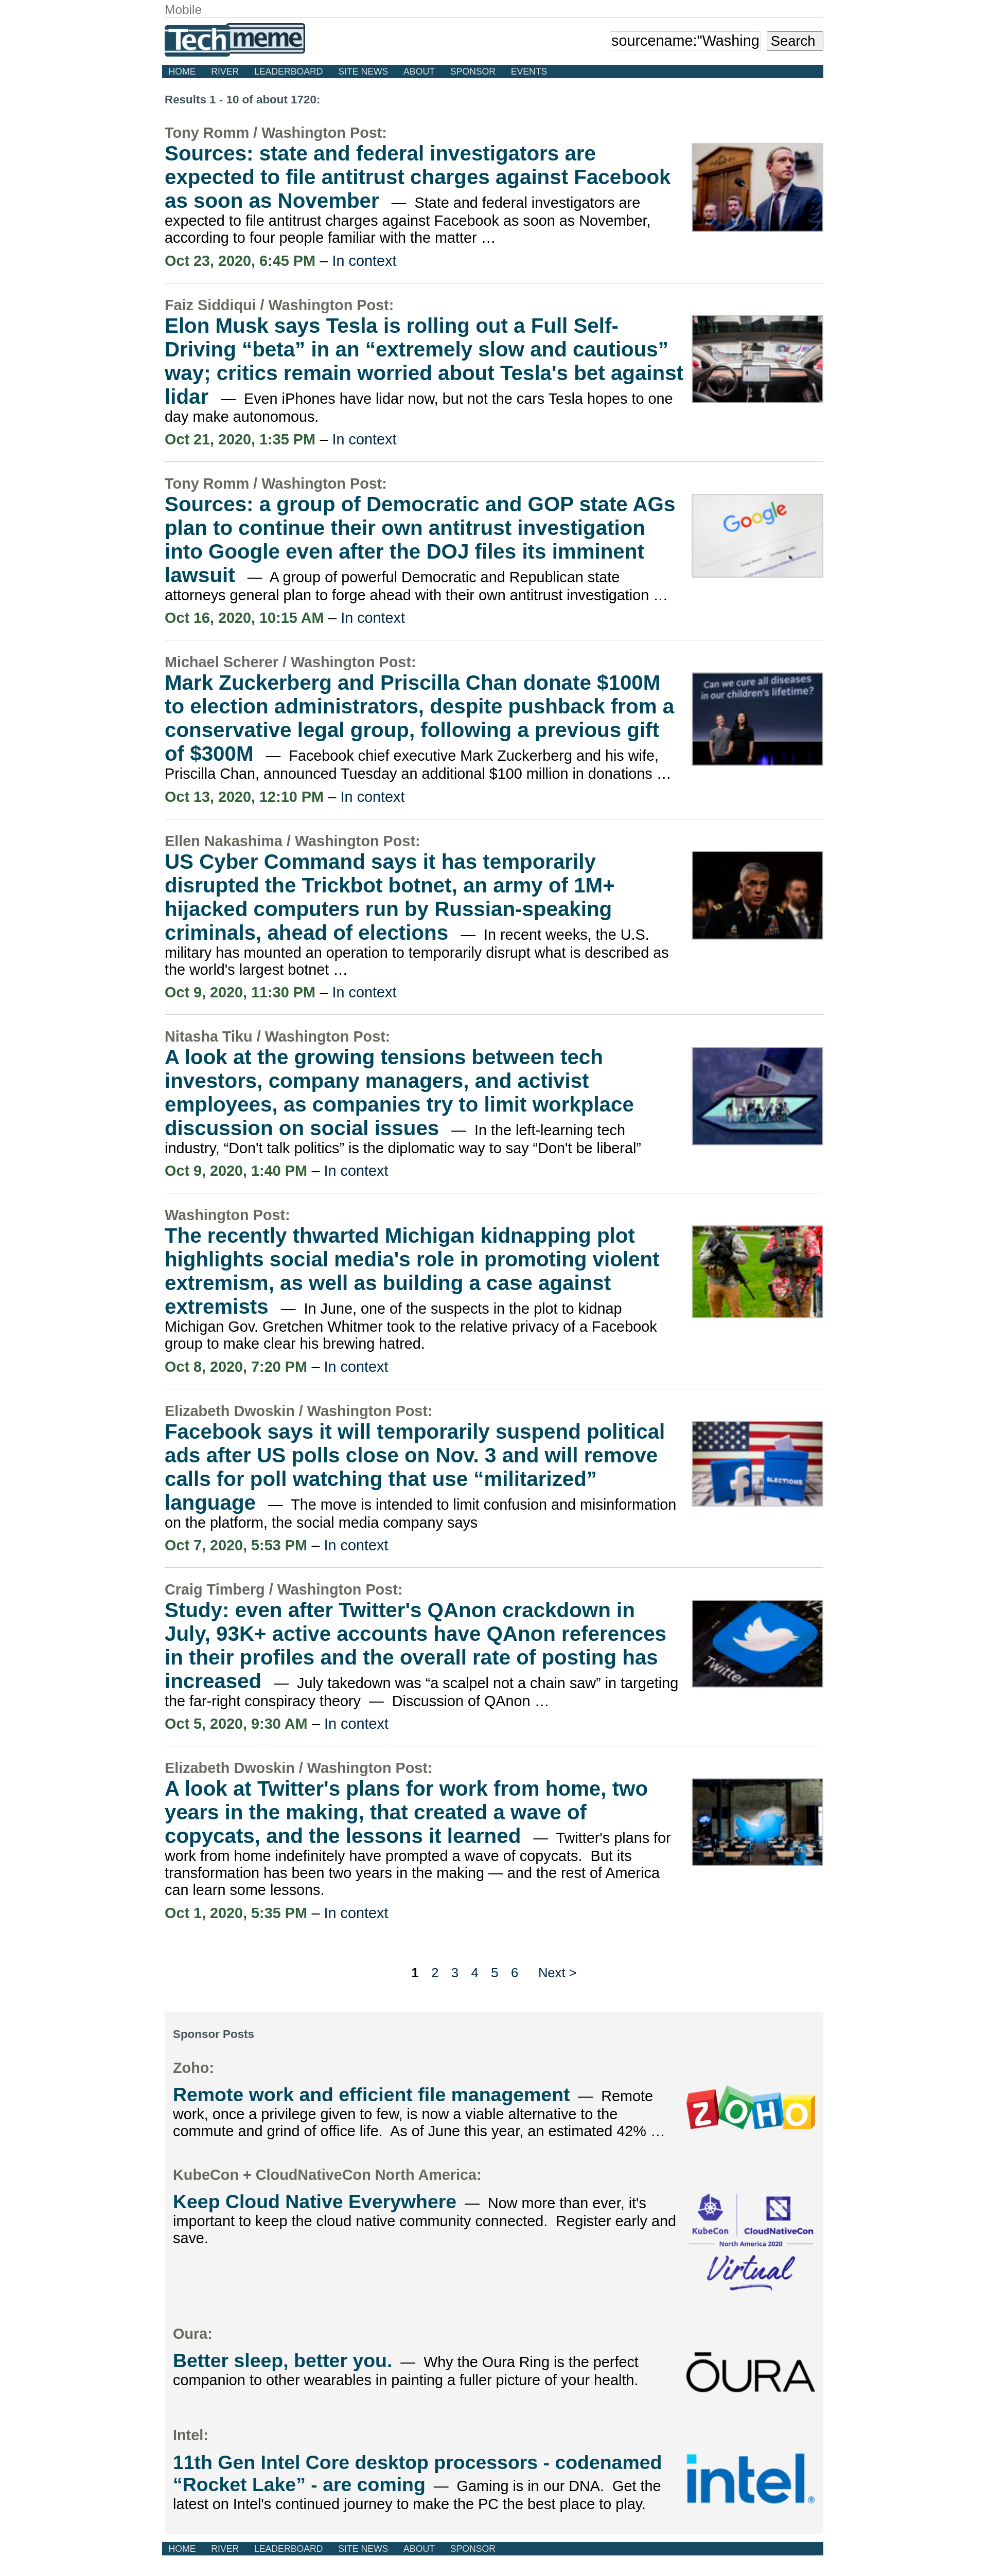 Mobile
Techmeme
sourcename:"Washing
Search
HOME RIVER LEADERBOARD SITE NEWS ABOUT SPONSOR EVENTS
Results 1 - 10 of about 1720:
Tony Romm / Washington Post:
Sources: state and federal investigators are
expected to file antitrust charges against Facebook
as soon as November — State and federal investigators are
expected to file antitrust charges against Facebook as soon as November,
according to four people familiar with the matter …
Oct 23, 2020, 6:45 PM – In context
Faiz Siddiqui / Washington Post:
Elon Musk says Tesla is rolling out a Full Self-
Driving “beta” in an “extremely slow and cautious”
way; critics remain worried about Tesla's bet against
lidar — Even iPhones have lidar now, but not the cars Tesla hopes to one
day make autonomous.
Oct 21, 2020, 1:35 PM – In context
Tony Romm / Washington Post:
Sources: a group of Democratic and GOP state AGs
plan to continue their own antitrust investigation
into Google even after the DOJ files its imminent
lawsuit — A group of powerful Democratic and Republican state
attorneys general plan to forge ahead with their own antitrust investigation …
Google
Oct 16, 2020, 10:15 AM – In context
Michael Scherer / Washington Post:
Mark Zuckerberg and Priscilla Chan donate $100M
to election administrators, despite pushback from a
conservative legal group, following a previous gift
of $300M — Facebook chief executive Mark Zuckerberg and his wife,
Priscilla Chan, announced Tuesday an additional $100 million in donations …
Can we cure all diseases
in our children's lifetime?
Oct 13, 2020, 12:10 PM – In context
Ellen Nakashima / Washington Post:
US Cyber Command says it has temporarily
disrupted the Trickbot botnet, an army of 1M+
hijacked computers run by Russian-speaking
criminals, ahead of elections — In recent weeks, the U.S.
military has mounted an operation to temporarily disrupt what is described as
the world's largest botnet …
Oct 9, 2020, 11:30 PM – In context
Nitasha Tiku / Washington Post:
A look at the growing tensions between tech
investors, company managers, and activist
employees, as companies try to limit workplace
discussion on social issues — In the left-learning tech
industry, “Don't talk politics” is the diplomatic way to say “Don't be liberal”
Oct 9, 2020, 1:40 PM – In context
Washington Post:
The recently thwarted Michigan kidnapping plot
highlights social media's role in promoting violent
extremism, as well as building a case against
extremists — In June, one of the suspects in the plot to kidnap
Michigan Gov. Gretchen Whitmer took to the relative privacy of a Facebook
group to make clear his brewing hatred.
Oct 8, 2020, 7:20 PM – In context
Elizabeth Dwoskin / Washington Post:
Facebook says it will temporarily suspend political
ads after US polls close on Nov. 3 and will remove
calls for poll watching that use “militarized”
language — The move is intended to limit confusion and misinformation
on the platform, the social media company says
ELECTIONS
Oct 7, 2020, 5:53 PM – In context
Craig Timberg / Washington Post:
Study: even after Twitter's QAnon crackdown in
July, 93K+ active accounts have QAnon references
in their profiles and the overall rate of posting has
increased — July takedown was “a scalpel not a chain saw” in targeting
the far-right conspiracy theory — Discussion of QAnon …
Twitter
Oct 5, 2020, 9:30 AM – In context
Elizabeth Dwoskin / Washington Post:
A look at Twitter's plans for work from home, two
years in the making, that created a wave of
copycats, and the lessons it learned — Twitter's plans for
work from home indefinitely have prompted a wave of copycats. But its
transformation has been two years in the making — and the rest of America
can learn some lessons.
Oct 1, 2020, 5:35 PM – In context
1 2 3 4 5 6 Next >
Sponsor Posts
Zoho:
Remote work and efficient file management — Remote
work, once a privilege given to few, is now a viable alternative to the
commute and grind of office life. As of June this year, an estimated 42% …
ZOHO
KubeCon + CloudNativeCon North America:
Keep Cloud Native Everywhere — Now more than ever, it's
important to keep the cloud native community connected. Register early and
save.
KubeCon CloudNativeCon
North America 2020
Virtual
Oura:
Better sleep, better you. — Why the Oura Ring is the perfect
companion to other wearables in painting a fuller picture of your health.
ŌURA
Intel:
11th Gen Intel Core desktop processors - codenamed
“Rocket Lake” - are coming — Gaming is in our DNA. Get the
latest on Intel's continued journey to make the PC the best place to play.
intel®
HOME RIVER LEADERBOARD SITE NEWS ABOUT SPONSOR